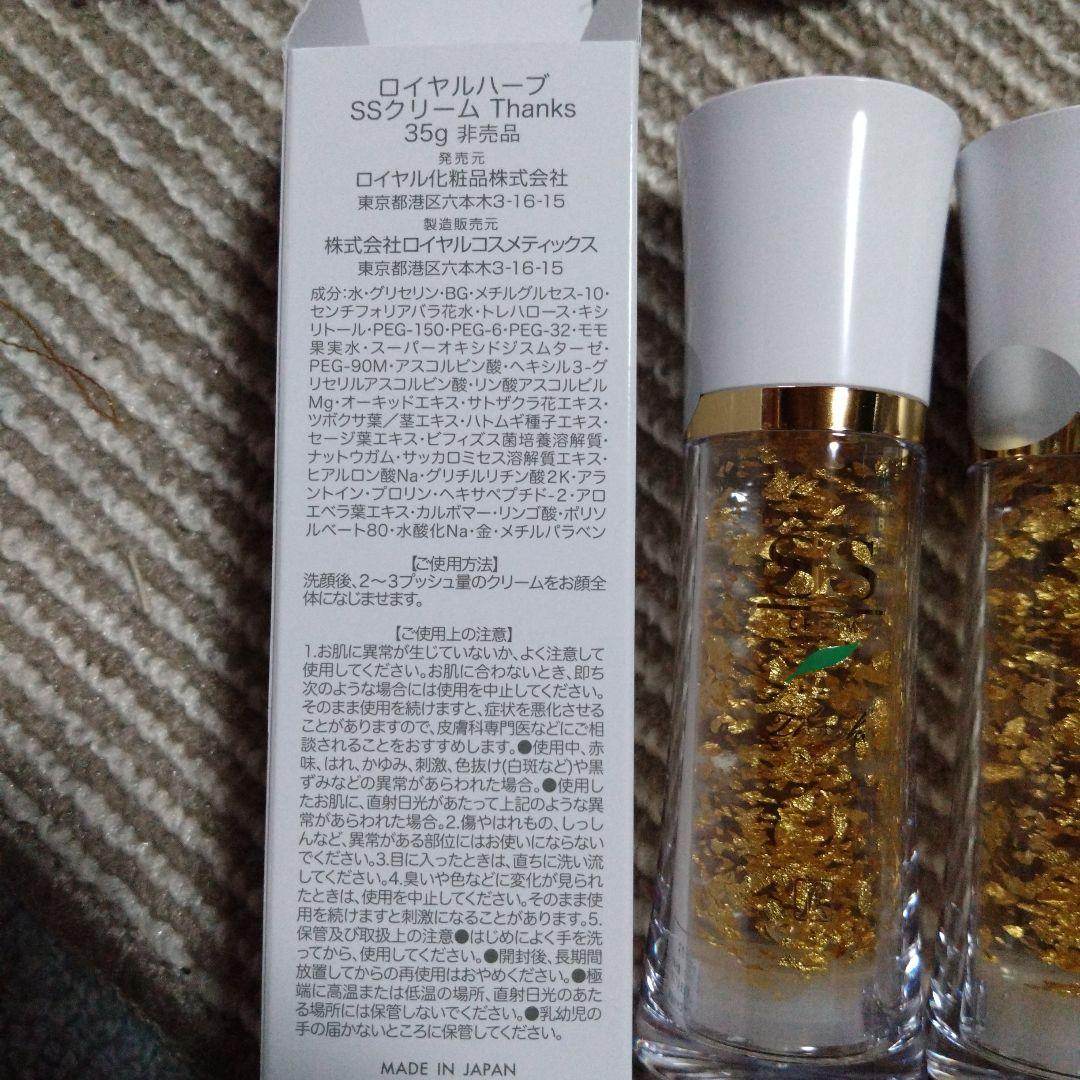 ロイヤルハーブ
SSクリーム Thanks
35g 非売品
発売元
ロイヤル化粧品株式会社
東京都港区六本木3-16-15
製造販売元
株式会社ロイヤルコスメティックス
東京都港区六本木3-16-15
成分:水・グリセリン・BG・メチルグルセス-10・
センチフォリアバラ花水・トレハロース・キシ
リトール・PEG-150・PEG-6・PEG-32・モモ
果実水・スーパーオキシドジスムターゼ・
PEG-90M・アスコルビン酸・ヘキシル3-グ
リセリルアスコルビン酸・リン酸アスコルビル
Mg・オーキッドエキス・サトザクラ花エキス・
ツボクサ葉/茎エキス・ハトムギ種子エキス・
セージ葉エキス・ビフィズス菌培養溶解質・
ナットウガム・サッカロミセス溶解質エキス・
ヒアルロン酸Na・グリチルリチン酸2K・アラ
ントイン・プロリン・ヘキサペプチド-2・アロ
エベラ葉エキス・カルボマー・リンゴ酸・ポリソ
ルベート80・水酸化Na・金・メチルパラベン
【ご使用方法】
洗顔後、2〜3プッシュ量のクリームをお顔全
体になじませます。
【ご使用上の注意】
1.お肌に異常が生じていないか、よく注意して
使用してください。お肌に合わないとき、即ち
次のような場合には使用を中止してください。
そのまま使用を続けますと、症状を悪化させる
ことがありますので、皮膚科専門医などにご相
談されることをおすすめします。●使用中、赤
味、はれ、かゆみ、刺激、色抜け(白斑など)や黒
ずみなどの異常があらわれた場合。●使用し
たお肌に、直射日光があたって上記のような異
常があらわれた場合。2.傷やはれもの、しっし
んなど、異常がある部位にはお使いにならない
でください。3.目に入ったときは、直ちに洗い流
してください。4.臭いや色などに変化が見られ
たときは、使用を中止してください。そのまま使
用を続けますと刺激になることがあります。5.
保管及び取扱上の注意●はじめによく手を洗
ってから、使用してください。●開封後、長期間
放置してからの再使用はおやめください。●極
端に高温または低温の場所、直射日光のあた
る場所には保管しないでください。●乳幼児の
手の届かないところに保管してください。
MADE IN JAPAN
SS